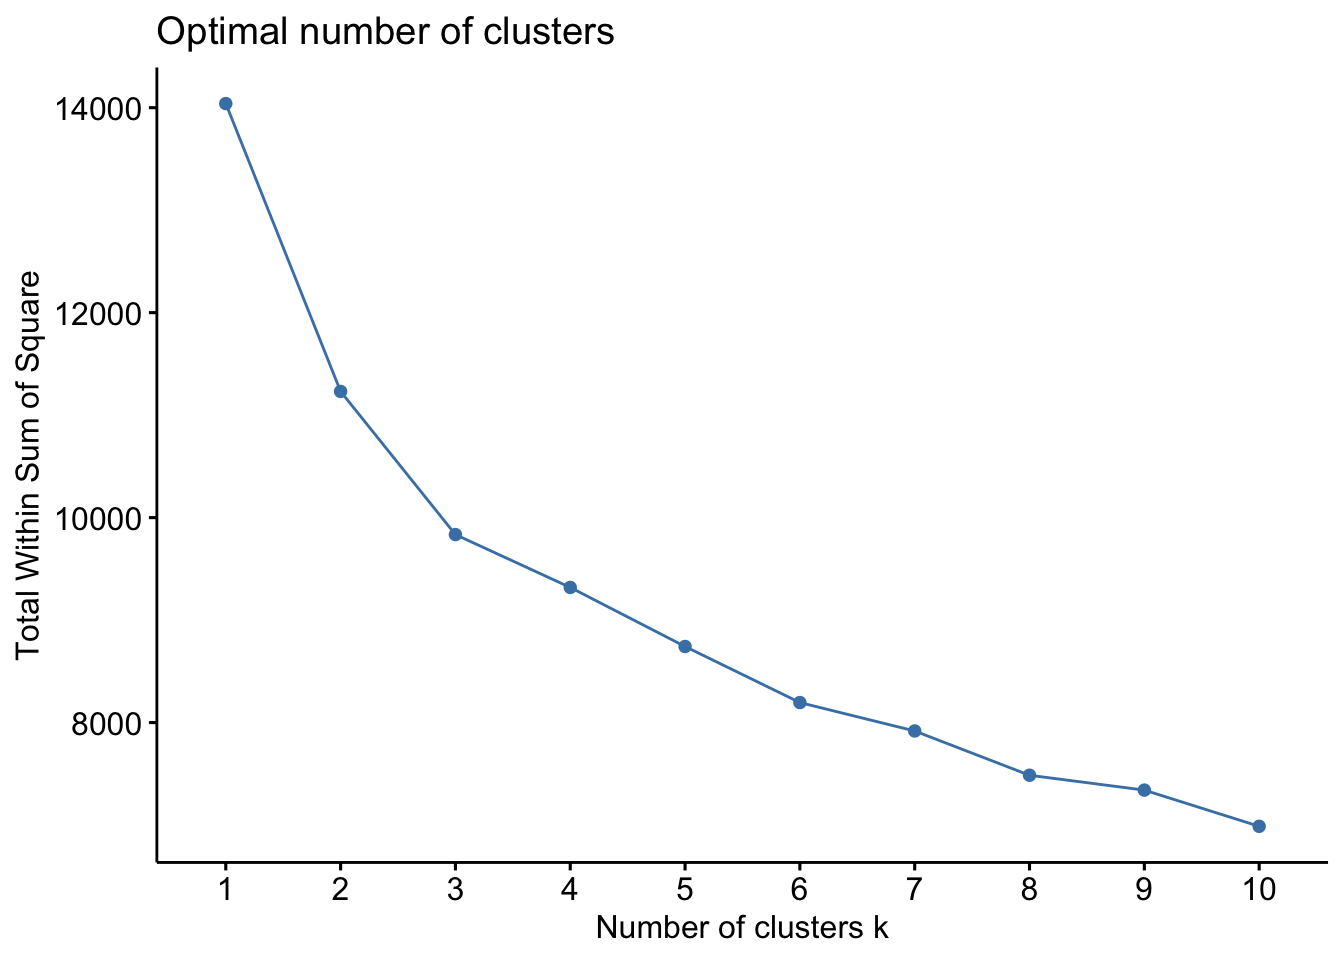 Optimal number of clusters
Total Within Sum of Square
14000
12000
10000
8000
1 2 3 4 5 6 7 8 9 10
Number of clusters k